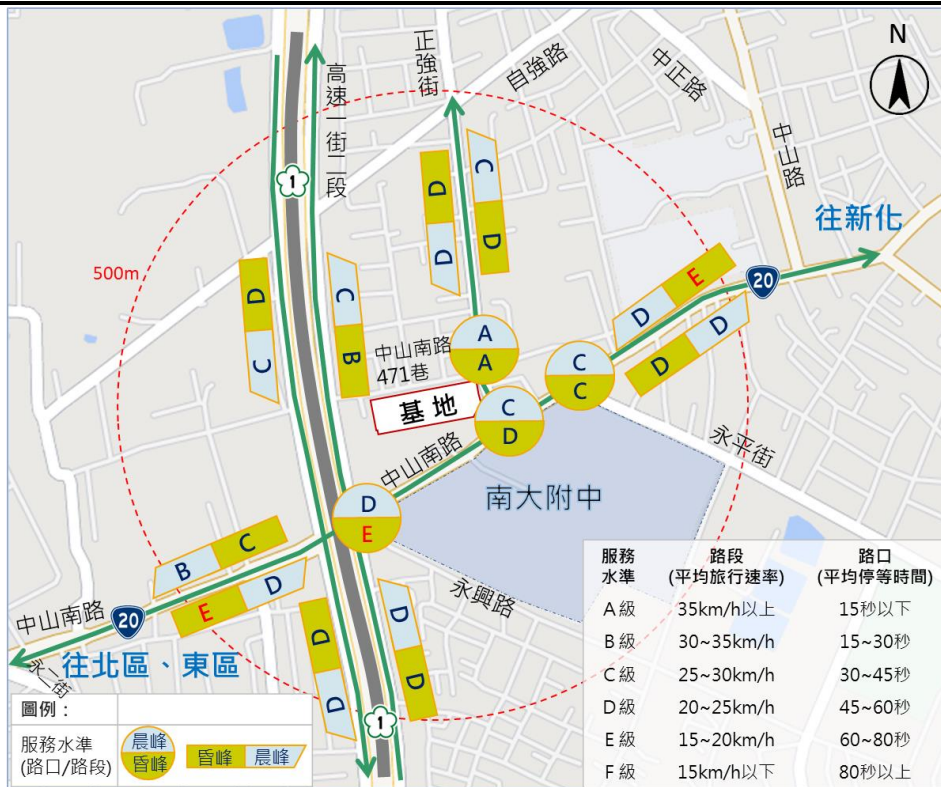 N
正強街
自強路
中正路
中山路
高速一街二段
1
往新化
20
500m
C
D
D
D
D
C
C
B
D
E
D
D
中山南路
471巷
A
A
C
C
基地
C
D
中山南路
永平街
南大附中
D
E
B
C
E
D
永興路
中山南路
20
往北區、東區
永二街
D
D
D
D
1
圖例：
服務水準
(路口/路段)
晨峰
昏峰
昏峰 晨峰
服務水準 路段(平均旅行速率) 路口(平均停等時間)
A級 35km/h以上 15秒以下
B級 30~35km/h 15~30秒
C級 25~30km/h 30~45秒
D級 20~25km/h 45~60秒
E級 15~20km/h 60~80秒
F級 15km/h以下 80秒以上